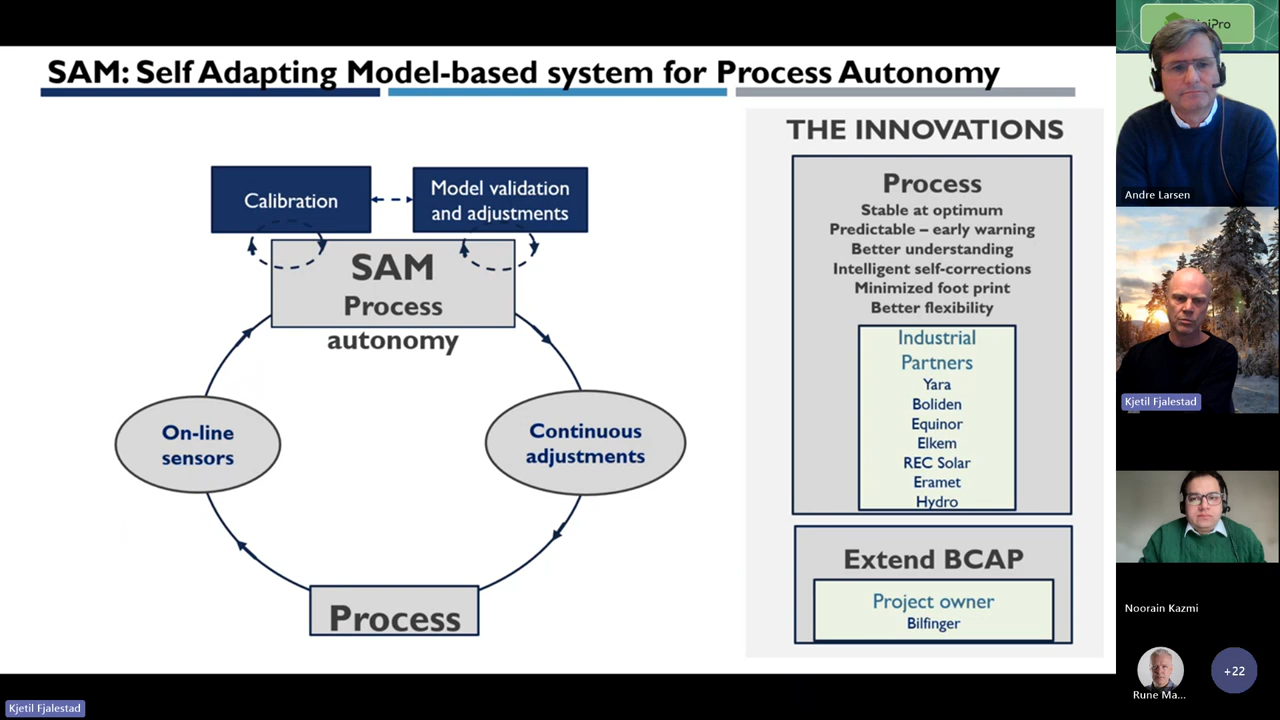 SAM: Self Adapting Model-based system for Process Autonomy
Calibration
Model validation
and adjustments
SAM
Process
autonomy
On-line
sensors
Continuous
adjustments
Process
THE INNOVATIONS
Process
Stable at optimum
Predictable – early warning
Better understanding
Intelligent self-corrections
Minimized foot print
Better flexibility
Industrial
Partners
Yara
Boliden
Equinor
Elkem
REC Solar
Eramet
Hydro
Extend BCAP
Project owner
Bilfinger
Andre Larsen
Kjetil Fjalestad
Noorain Kazmi
Rune Ma...
+22
Kjetil Fjalestad